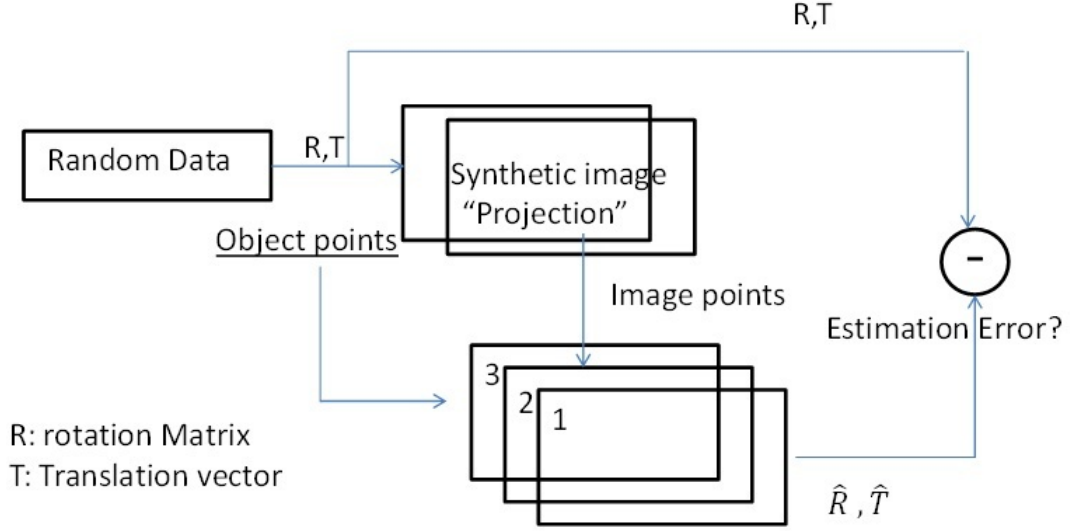 R,T
Random Data
R,T
Synthetic image
“Projection”
Object points
-
Image points
Estimation Error?
3
2
1
R: rotation Matrix
T: Translation vector
R̂ , T̂